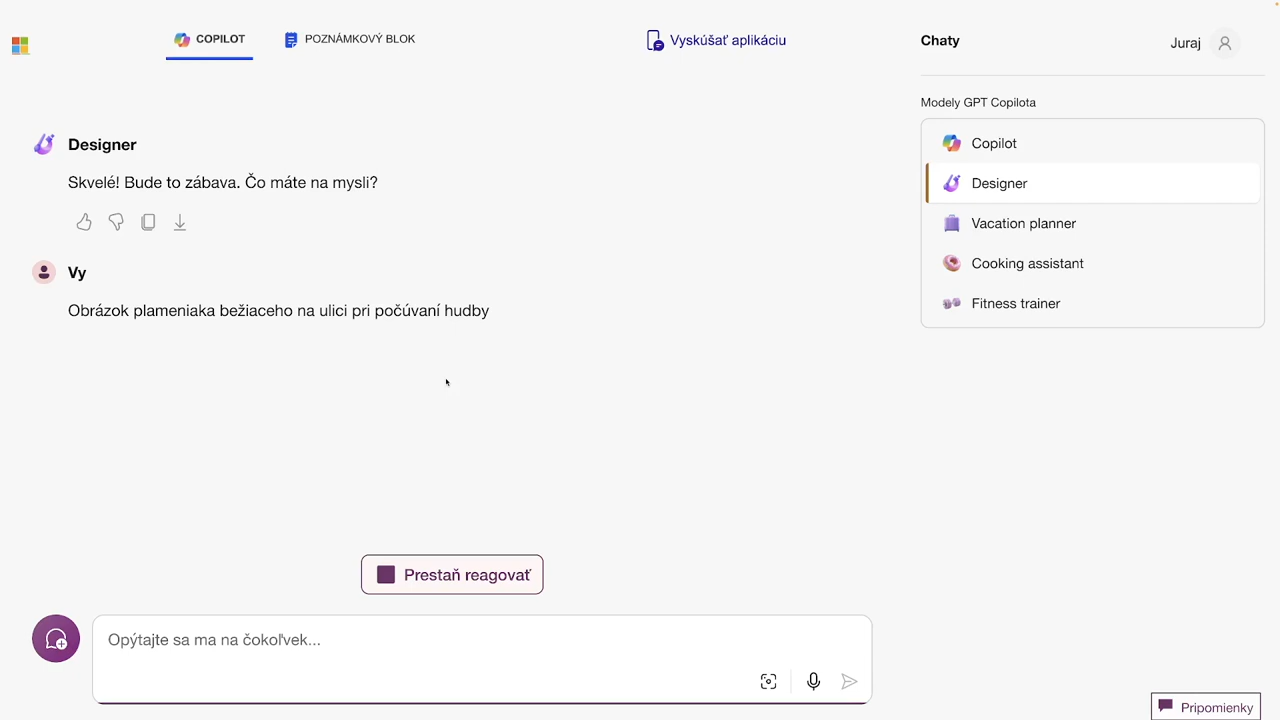 COPILOT
POZNÁMKOVÝ BLOK
Vyskúšať aplikáciu
Chaty
Juraj
Modely GPT Copilota
Copilot
Designer
Vacation planner
Cooking assistant
Fitness trainer
Designer
Skvelé! Bude to zábava. Čo máte na mysli?
Vy
Obrázok plameniaka bežiaceho na ulici pri počúvaní hudby
Prestaň reagovať
Opýtajte sa ma na čokoľvek...
Pripomienky